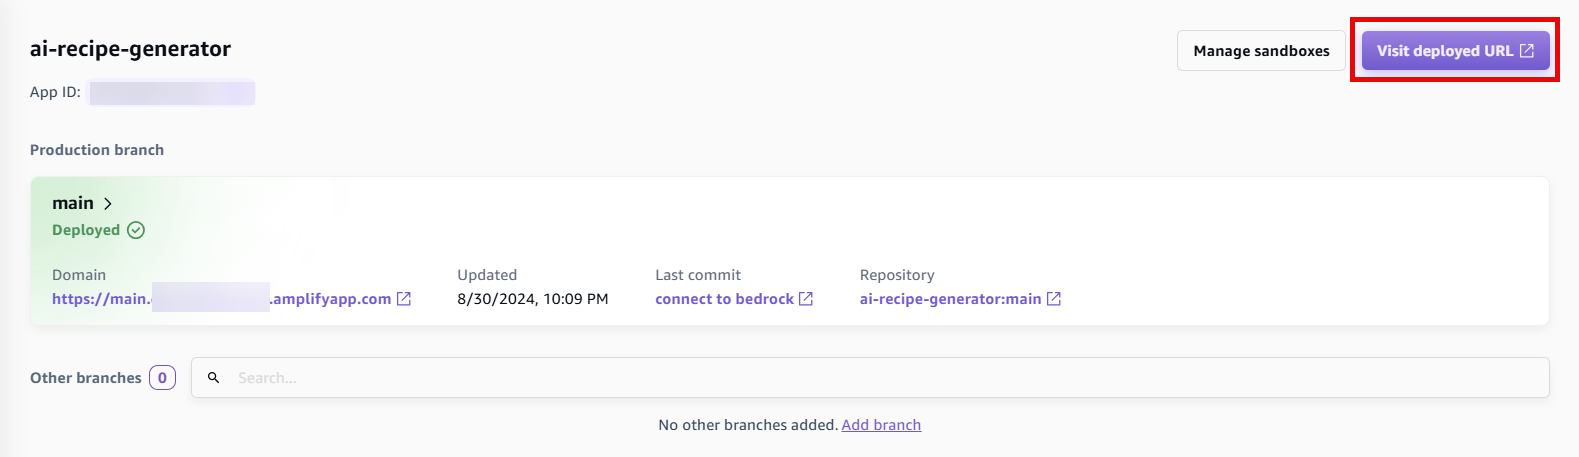 ai-recipe-generator
Manage sandboxes
Visit deployed URL
App ID:
Production branch
main
Deployed
Domain
Updated
Last commit
Repository
https://main. .amplifyapp.com
8/30/2024, 10:09 PM
connect to bedrock
ai-recipe-generator:main
Other branches 0
Search...
No other branches added. Add branch